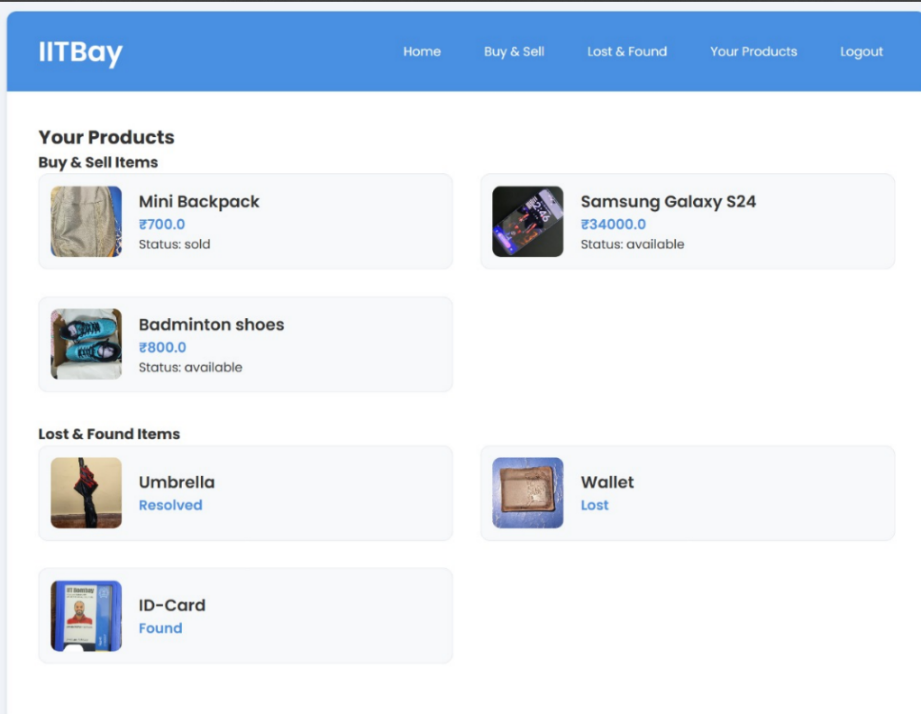 IITBay
Home Buy & Sell Lost & Found Your Products Logout
Your Products
Buy & Sell Items
Mini Backpack
₹700.0
Status: sold
Samsung Galaxy S24
₹34000.0
Status: available
Badminton shoes
₹800.0
Status: available
Lost & Found Items
Umbrella
Resolved
Wallet
Lost
ID-Card
Found